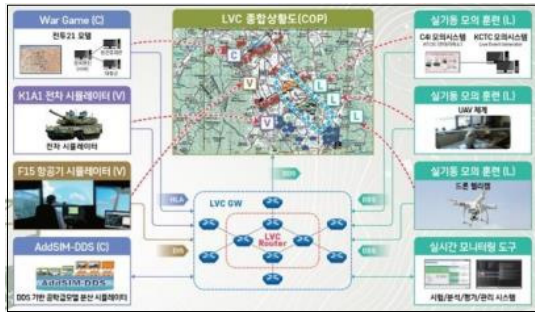 War Game (C)
전투21 모델
K1A1 전차 시뮬레이터 (V)
전차 시뮬레이터
F15 항공기 시뮬레이터 (V)
AddSIM-DDS (C)
AddSIM-DDS
DDS 기반 공학급모델 분산 시뮬레이터
LVC 종합상황도(COP)
C
V
V
L
L
L
DDS
HLA
DIS
DDS
DDS
LVC GW
LVC
Router
실기동 모의 훈련 (L)
C4I 모의시스템
KCTC 모의시스템
실기동 모의 훈련 (L)
UAV 체계
실기동 모의 훈련 (L)
드론 헬리캠
실시간 모니터링 도구
시험/분석/평가/관리 시스템